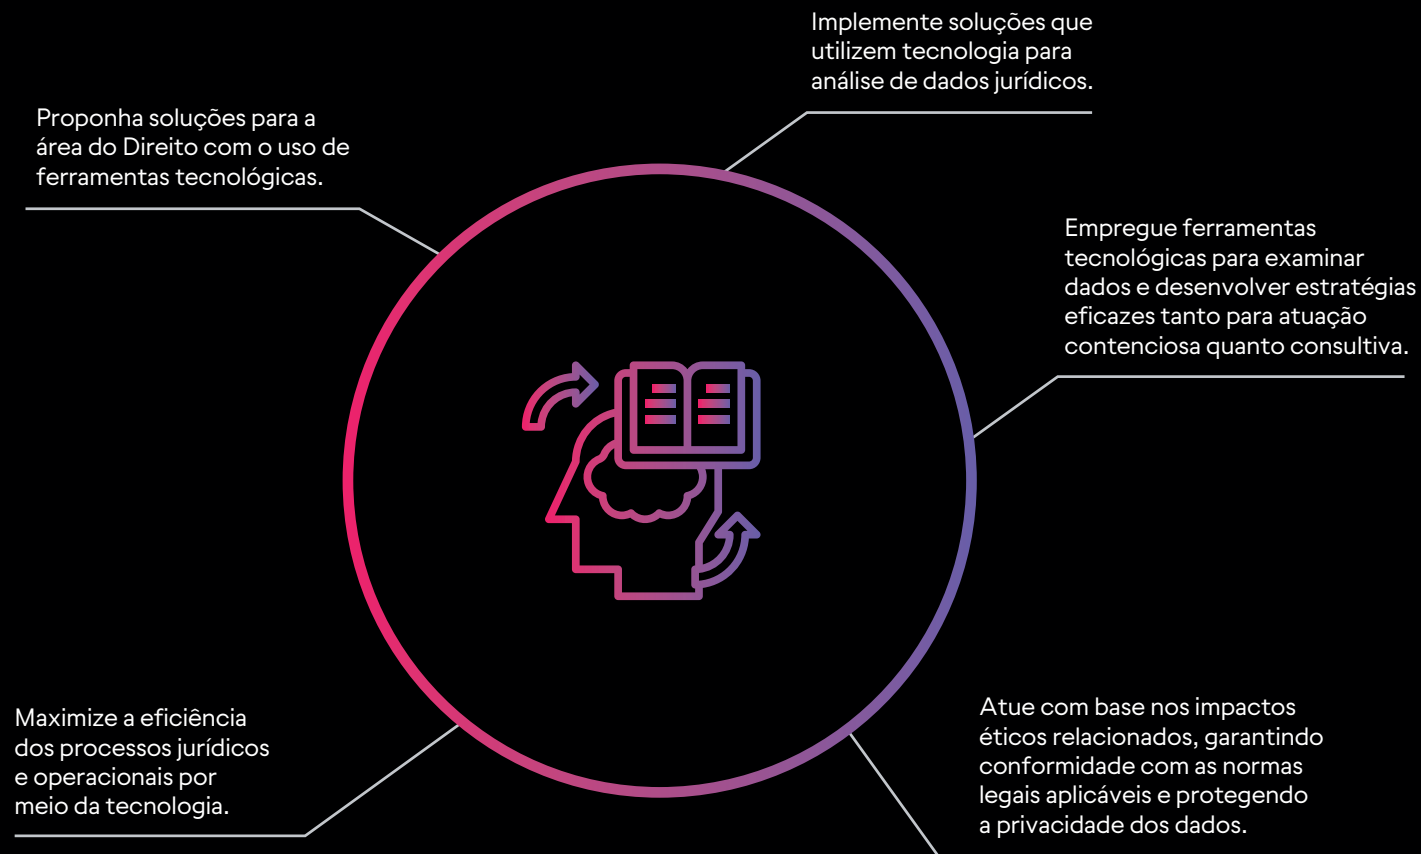 Implemente soluções que
utilizem tecnologia para
análise de dados jurídicos.
Proponha soluções para a
área do Direito com o uso de
ferramentas tecnológicas.
Empregue ferramentas
tecnológicas para examinar
dados e desenvolver estratégias
eficazes tanto para atuação
contenciosa quanto consultiva.
Maximize a eficiência
dos processos jurídicos
e operacionais por
meio da tecnologia.
Atue com base nos impactos
éticos relacionados, garantindo
conformidade com as normas
legais aplicáveis e protegendo
a privacidade dos dados.